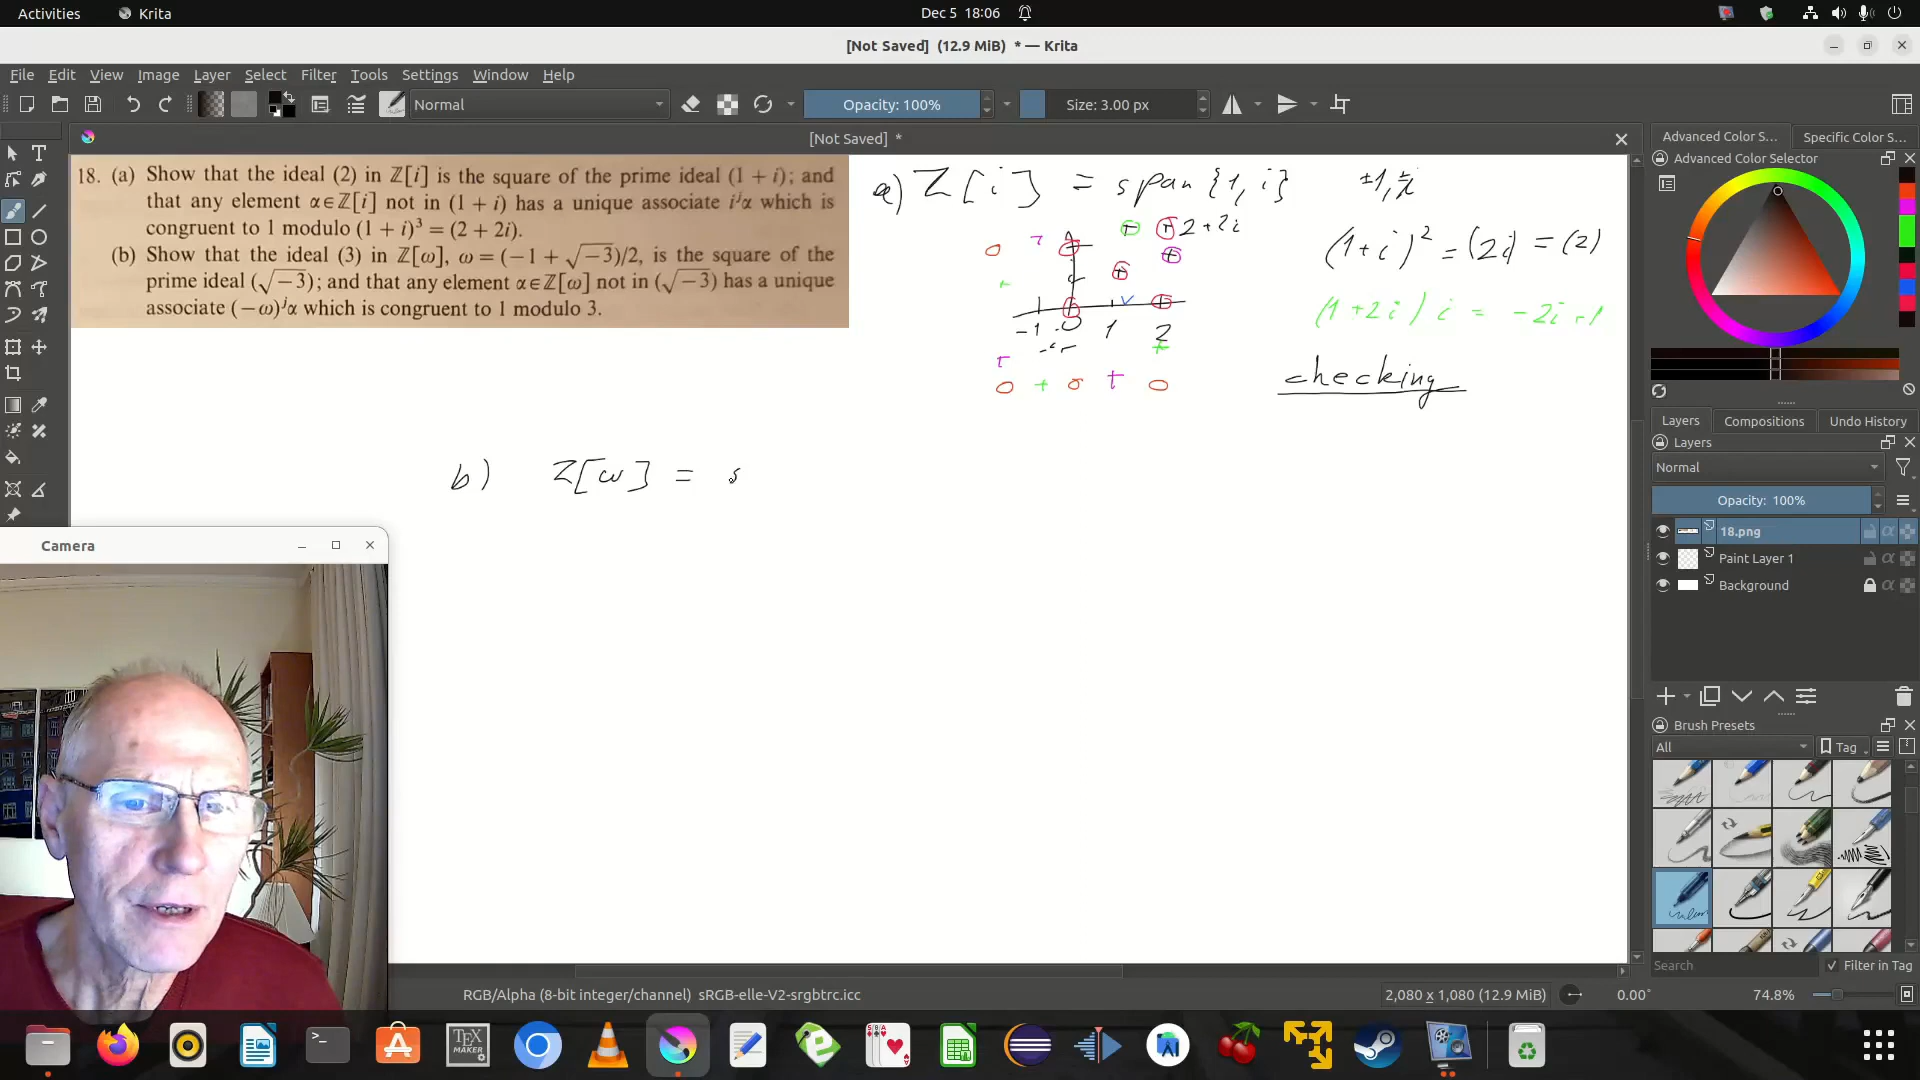 Activities
Krita
Dec 5 18:06
[Not Saved] (12.9 MiB) * — Krita
File Edit View Image Layer Select Filter Tools Settings Window Help
Normal
Opacity: 100%
Size: 3.00 px
[Not Saved] *
Advanced Color S...
Specific Color S...
Advanced Color Selector
18. (a) Show that the ideal (2) in ℤ[i] is the square of the prime ideal (1 + i); and
that any element α∈ℤ[i] not in (1 + i) has a unique associate i^jα which is
congruent to 1 modulo (1 + i)³ = (2 + 2i).
(b) Show that the ideal (3) in ℤ[ω], ω = (−1 + √−3)/2, is the square of the
prime ideal (√−3); and that any element α∈ℤ[ω] not in (√−3) has a unique
associate (−ω)^jα which is congruent to 1 modulo 3.
a) ℤ[i] = span{1, i} ±1, ±i
2+2i
(1+i)² = (2i) = (2)
(1+2i) i = -2i+1
-1 0 1 2
checking
b) Z[ω] = s
Layers
Compositions
Undo History
Layers
Normal
Opacity: 100%
18.png
Paint Layer 1
Background
Brush Presets
All
Tag
Search
Filter in Tag
Camera
RGB/Alpha (8-bit integer/channel) sRGB-elle-V2-srgbtrc.icc
2,080 x 1,080 (12.9 MiB)
0.00°
74.8%
TEX
MAKER